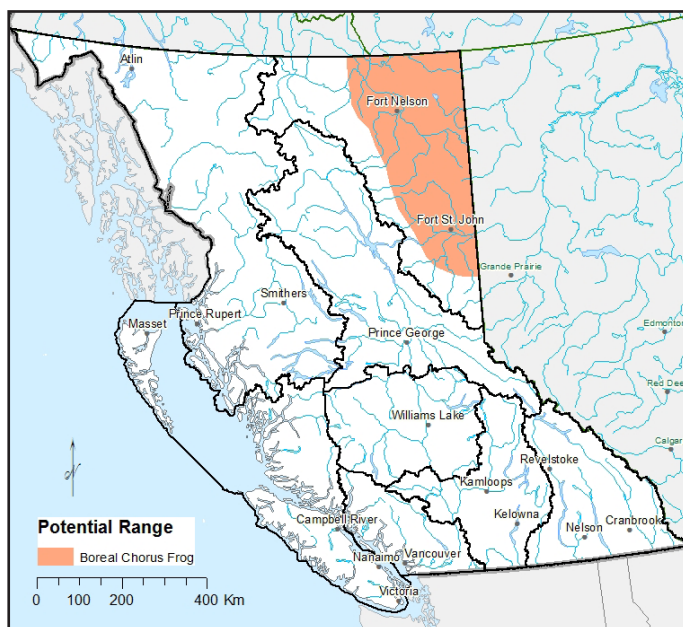 Atlin
Fort Nelson
Fort St. John
Grande Prairie
Smithers
Prince Rupert
Masset
Prince George
Edmonton
Red Dee
Williams Lake
Calgar
Revelstoke
Kamloops
Kelowna
Cranbrook
Nelson
Campbell River
Vancouver
Nanaimo
Victoria
Potential Range
Boreal Chorus Frog
0 100 200 400 Km